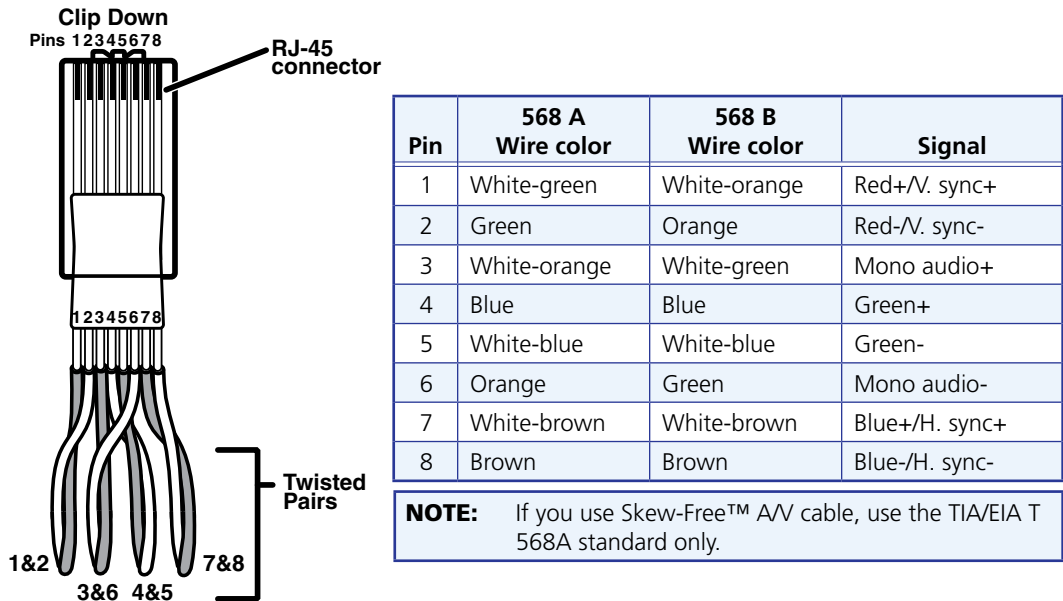 Clip Down
Pins 12345678
RJ-45
connector
12345678
Twisted
Pairs
1&2
3&6 4&5
7&8
Pin 568 A Wire color 568 B Wire color Signal
1 White-green White-orange Red+/V. sync+
2 Green Orange Red-/V. sync-
3 White-orange White-green Mono audio+
4 Blue Blue Green+
5 White-blue White-blue Green-
6 Orange Green Mono audio-
7 White-brown White-brown Blue+/H. sync+
8 Brown Brown Blue-/H. sync-
NOTE: If you use Skew-Free™ A/V cable, use the TIA/EIA T
568A standard only.